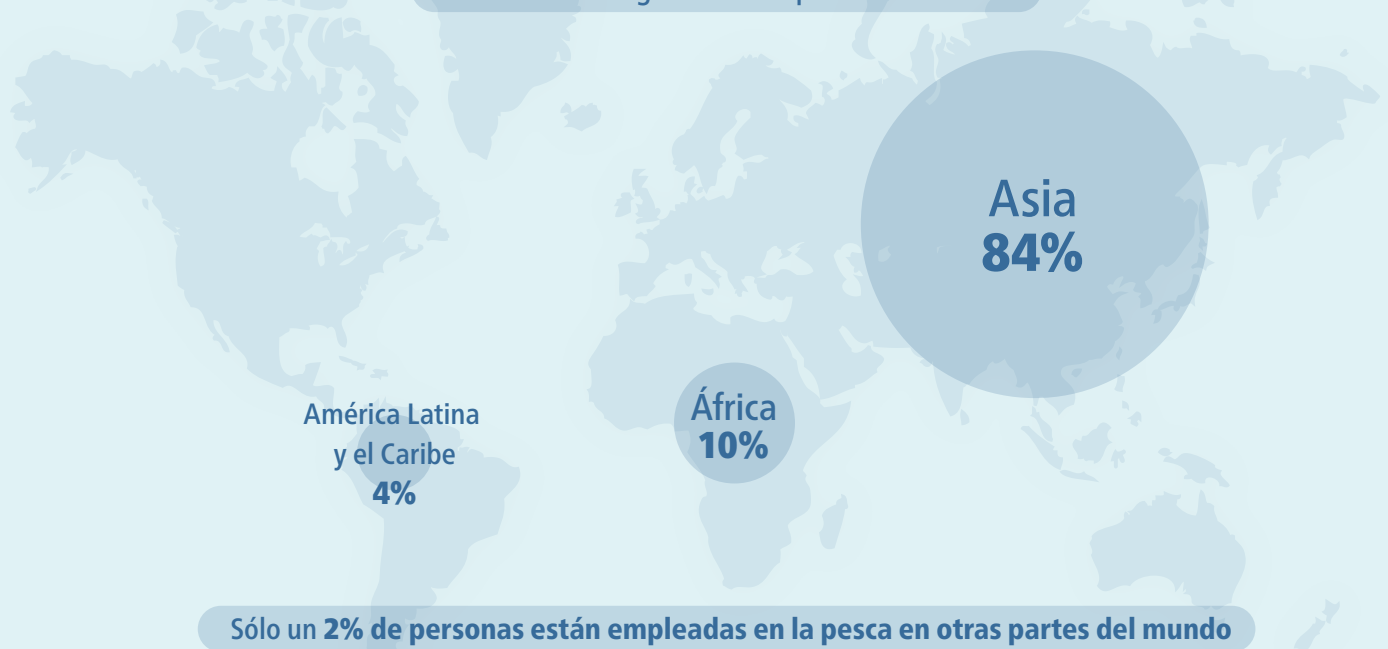 Asia
84%
África
10%
América Latina
y el Caribe
4%
Sólo un 2% de personas están empleadas en la pesca en otras partes del mundo